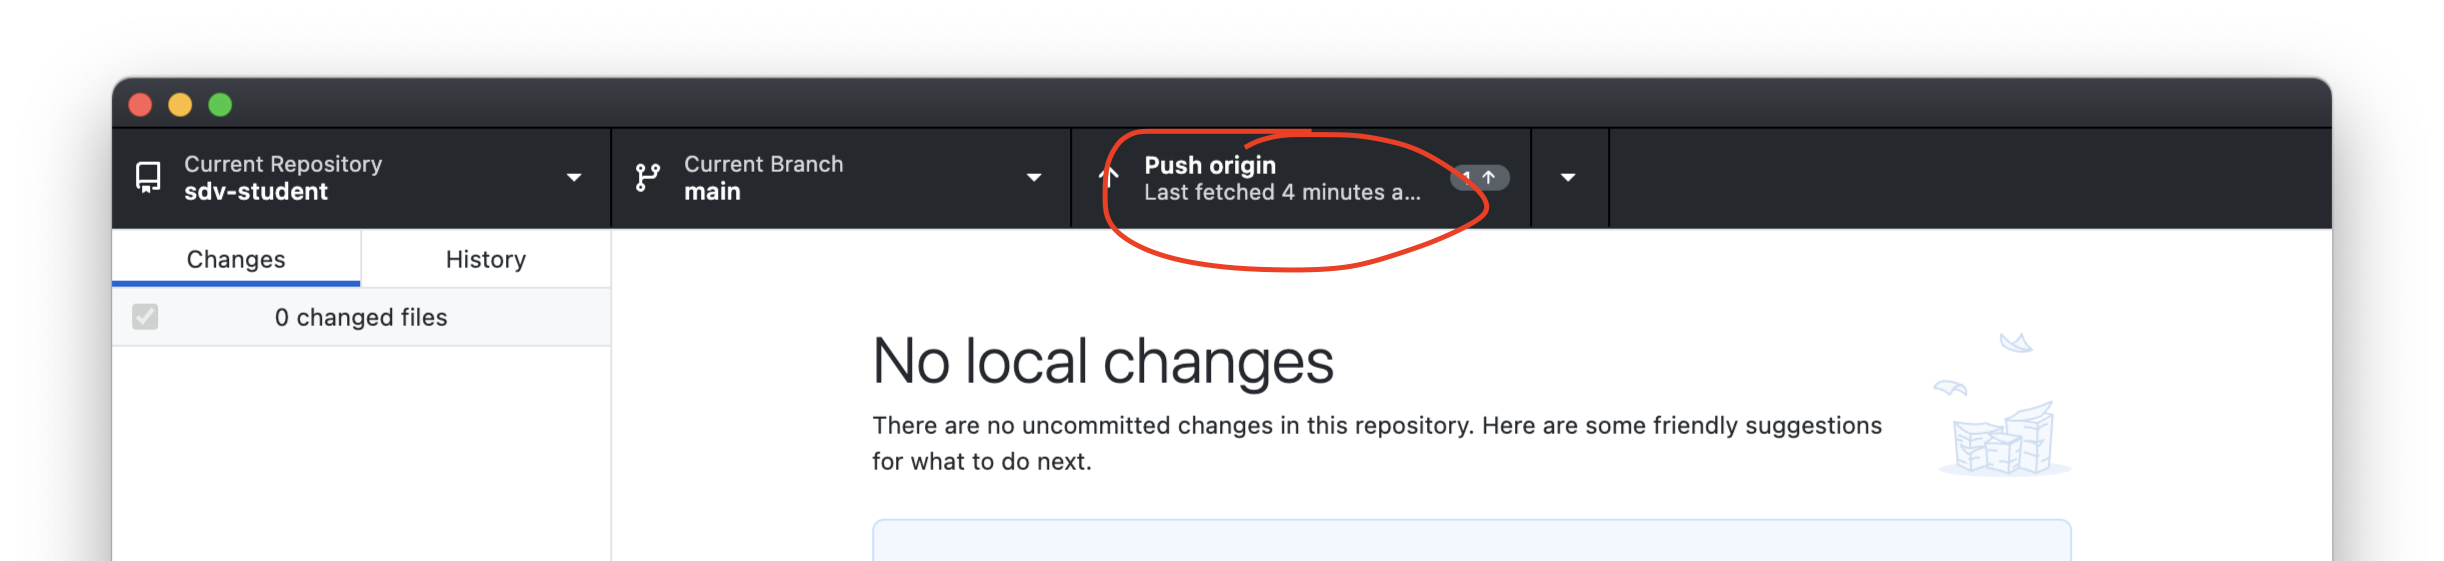 Current Repository
sdv-student
Current Branch
main
Push origin
Last fetched 4 minutes a...
1
Changes
History
0 changed files
No local changes
There are no uncommitted changes in this repository. Here are some friendly suggestions
for what to do next.